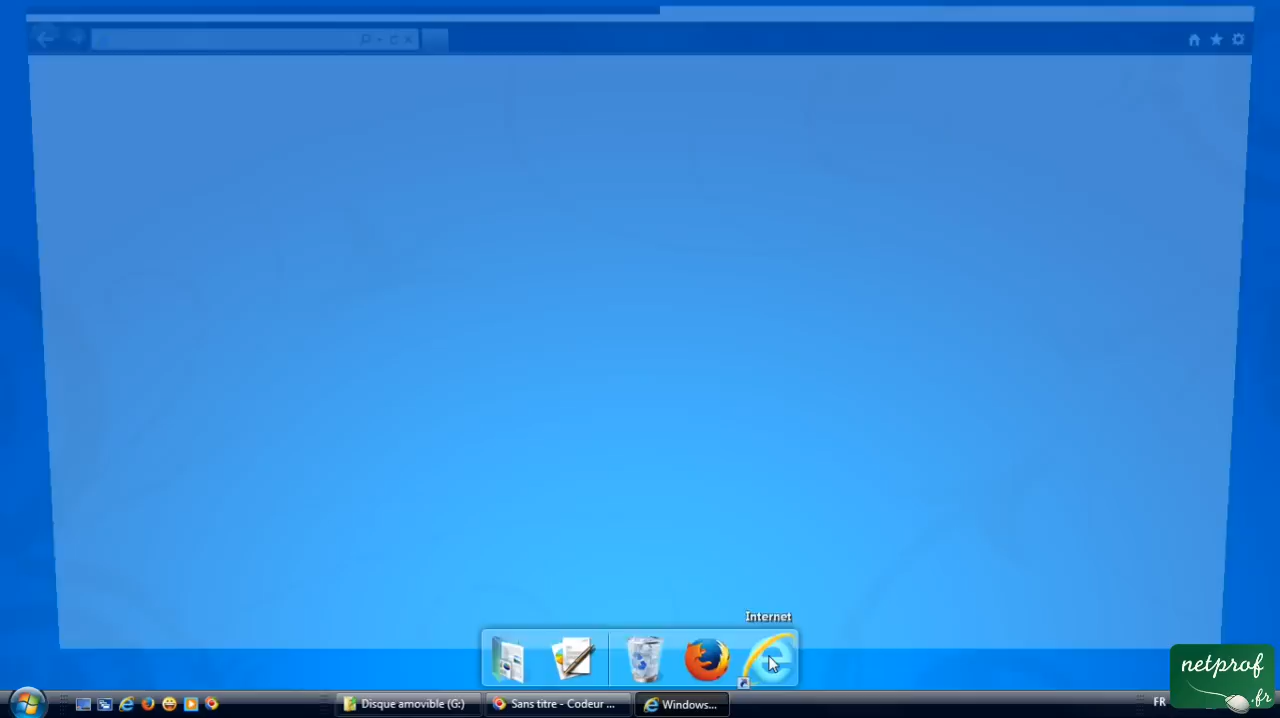 Internet
netprof
.fr
Disque amovible (G:)
Sans titre - Codeur ...
Windows...
FR